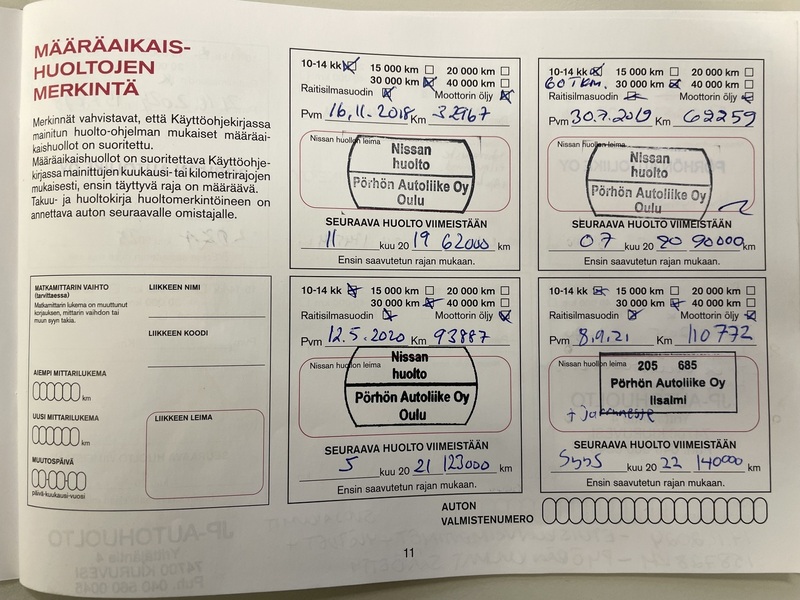 MÄÄRÄAIKAIS-
HUOLTOJEN
MERKINTÄ
Merkinnät vahvistavat, että Käyttöohjekirjassa
mainitun huolto-ohjelman mukaiset määräai-
kaishuollot on suoritettu.
Määräaikaishuollot on suoritettava Käyttöohje-
kirjassa mainittujen kuukausi- tai kilometrirajojen
mukaisesti, ensin täyttyvä raja on määräävä.
Takuu- ja huoltokirja huoltomerkintöineen on
annettava auton seuraavalle omistajalle.
MATKAMITTARIN VAIHTO
(tarvittaessa)
Matkamittarin lukema on muuttunut
korjauksen, mittarin vaihdon tai
muun syyn takia.
AIEMPI MITTARILUKEMA
km
UUSI MITTARILUKEMA
km
MUUTOSPÄIVÄ
päivä-kuukausi-vuosi
LIIKKEEN NIMI
LIIKKEEN KOODI
LIIKKEEN LEIMA
10-14 kk 15 000 km 20 000 km
30 000 km 40 000 km
Raitisilmasuodin Moottorin öljy
Pvm 16.11.2018 Km 32967
Nissan huollon leima
Nissan
huolto
Pörhön Autoliike Oy
Oulu
SEURAAVA HUOLTO VIIMEISTÄÄN
11 kuu 20 19 62000 km
Ensin saavutetun rajan mukaan.
10-14 kk 15 000 km 20 000 km
60 TKM. 30 000 km 40 000 km
Raitisilmasuodin Moottorin öljy
Pvm 30.7.2019 Km 62259
Nissan huollon leima
Nissan
huolto
Pörhön Autoliike Oy
Oulu
SEURAAVA HUOLTO VIIMEISTÄÄN
07 kuu 20 20 90000 km
Ensin saavutetun rajan mukaan.
10-14 kk 15 000 km 20 000 km
30 000 km 40 000 km
Raitisilmasuodin Moottorin öljy
Pvm 12.5.2020 Km 93887
Nissan huollon leima
Nissan
huolto
Pörhön Autoliike Oy
Oulu
SEURAAVA HUOLTO VIIMEISTÄÄN
5 kuu 20 21 123000 km
Ensin saavutetun rajan mukaan.
10-14 kk 15 000 km 20 000 km
30 000 km 40 000 km
Raitisilmasuodin Moottorin öljy
Pvm 8.9.21 Km 110772
Nissan huollon leima
205 685
Pörhön Autoliike Oy
Iisalmi
+ jarruneste
SEURAAVA HUOLTO VIIMEISTÄÄN
SyyS kuu 20 22 140000 km
Ensin saavutetun rajan mukaan.
AUTON
VALMISTENUMERO
11